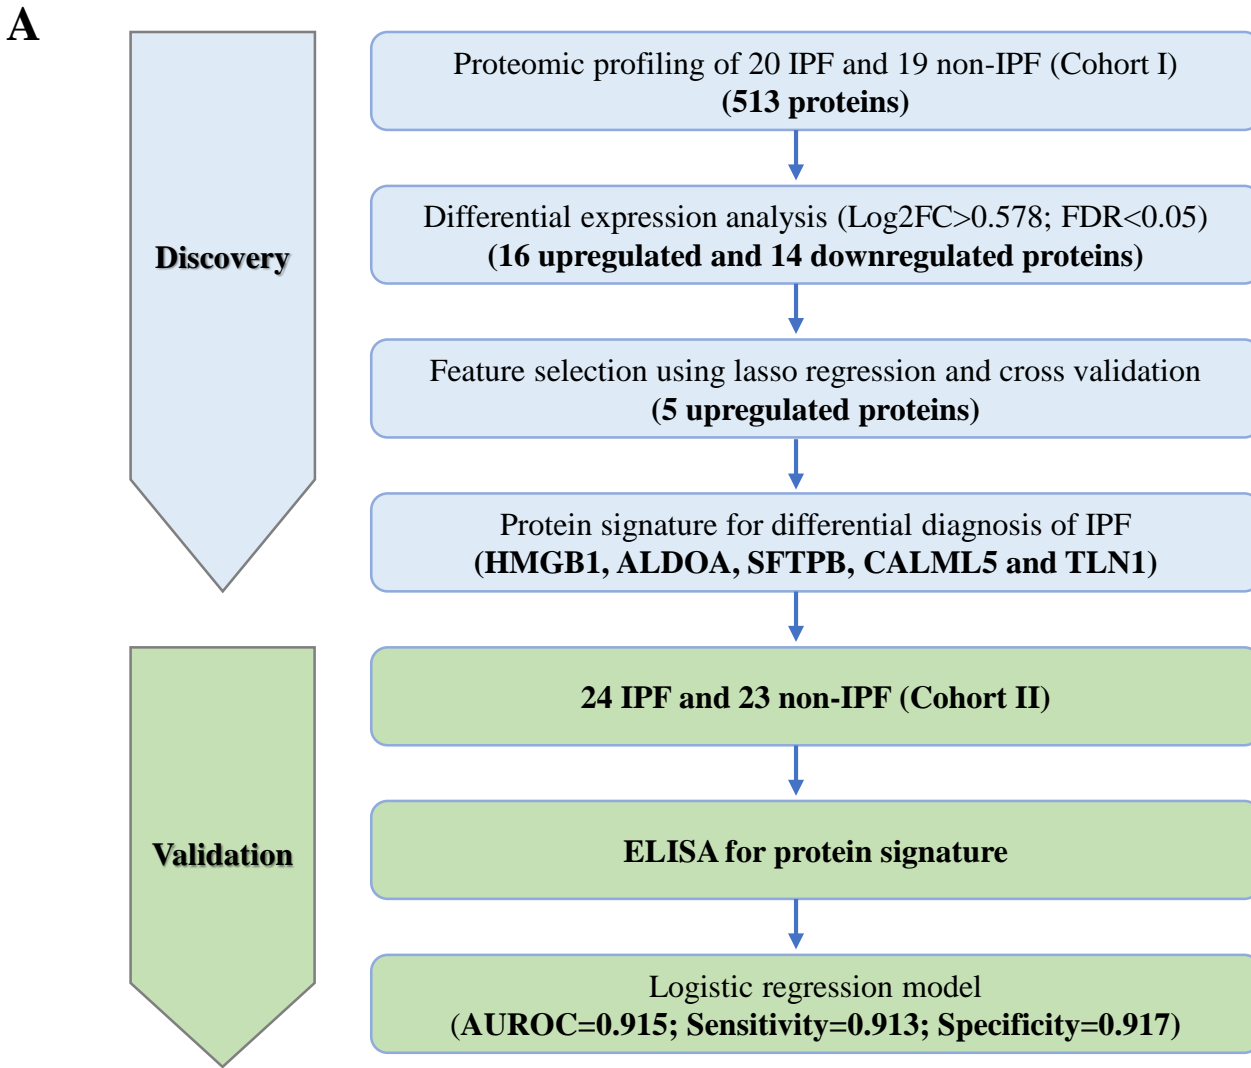 A
Proteomic profiling of 20 IPF and 19 non-IPF (Cohort I)
(513 proteins)
Differential expression analysis (Log2FC>0.578; FDR<0.05)
(16 upregulated and 14 downregulated proteins)
Discovery
Feature selection using lasso regression and cross validation
(5 upregulated proteins)
Protein signature for differential diagnosis of IPF
(HMGB1, ALDOA, SFTPB, CALML5 and TLN1)
24 IPF and 23 non-IPF (Cohort II)
ELISA for protein signature
Validation
Logistic regression model
(AUROC=0.915; Sensitivity=0.913; Specificity=0.917)